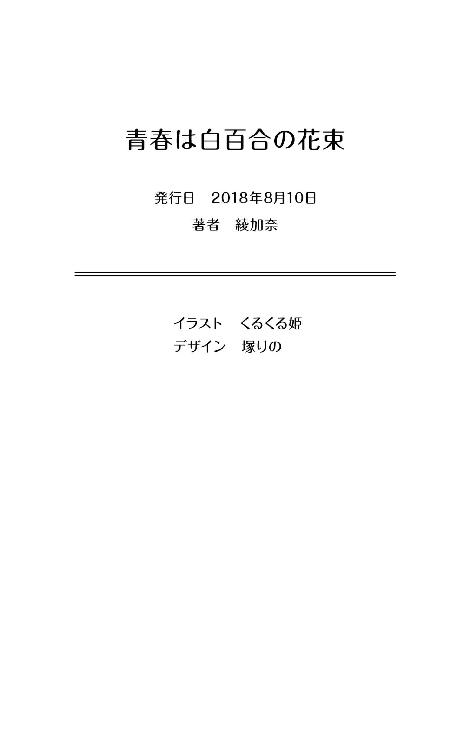 青春は白百合の花束
発行日　2018年8月10日
著者　綾加奈
イラスト　くるくる姫
デザイン　塚りの